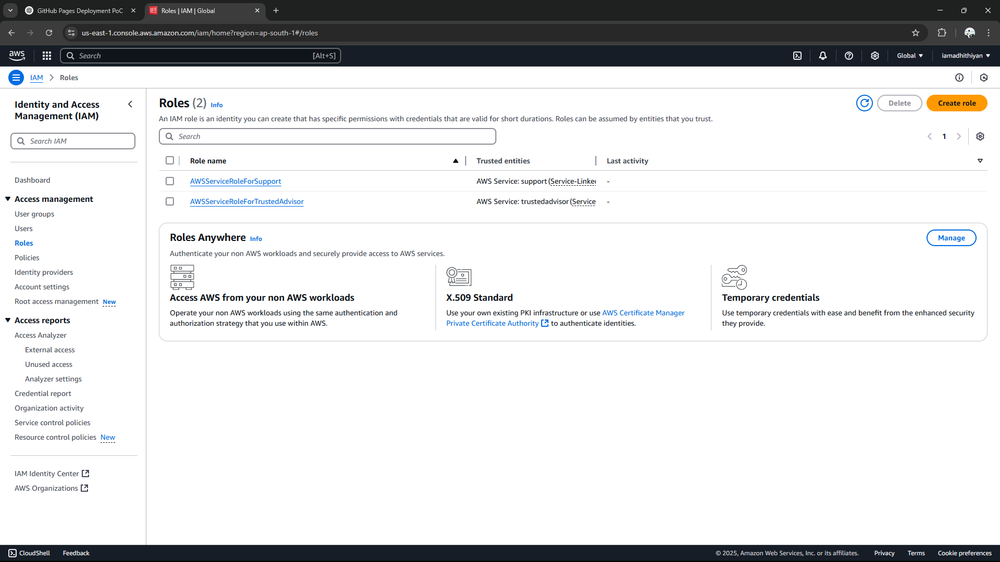 GitHub Pages Deployment PoC
Roles | IAM | Global
us-east-1.console.aws.amazon.com/iam/home?region=ap-south-1#/roles
aws
Search [Alt+S]
Global
iamadhithiyan
IAM > Roles
Identity and Access Management (IAM)
Search IAM
Dashboard
Access management
User groups
Users
Roles
Policies
Identity providers
Account settings
Root access management New
Access reports
Access Analyzer
External access
Unused access
Analyzer settings
Credential report
Organization activity
Service control policies
Resource control policies New
IAM Identity Center
AWS Organizations
Roles (2) Info
Delete
Create role
An IAM role is an identity you can create that has specific permissions with credentials that are valid for short durations. Roles can be assumed by entities that you trust.
Search
1
Role name Trusted entities Last activity
AWSServiceRoleForSupport AWS Service: support (Service-Linked -
AWSServiceRoleForTrustedAdvisor AWS Service: trustedadvisor (Service -
Roles Anywhere Info
Manage
Authenticate your non AWS workloads and securely provide access to AWS services.
Access AWS from your non AWS workloads
Operate your non AWS workloads using the same authentication and
authorization strategy that you use within AWS.
X.509 Standard
Use your own existing PKI infrastructure or use AWS Certificate Manager
Private Certificate Authority to authenticate identities.
Temporary credentials
Use temporary credentials with ease and benefit from the enhanced security
they provide.
CloudShell Feedback
© 2025, Amazon Web Services, Inc. or its affiliates. Privacy Terms Cookie preferences